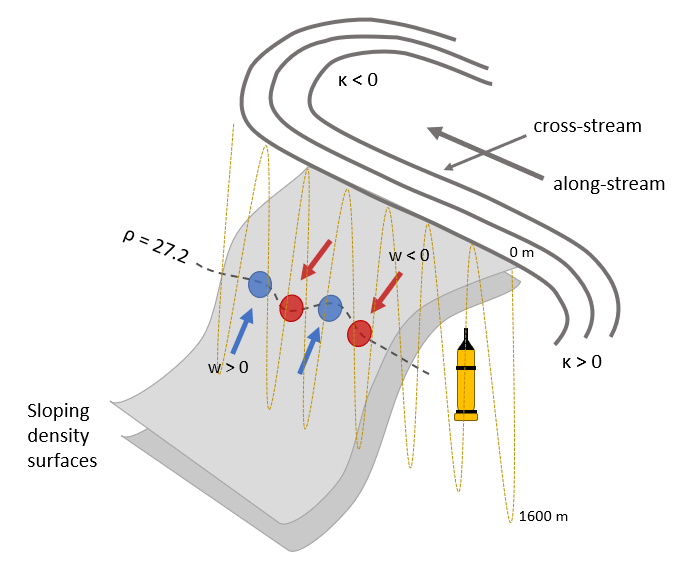 κ < 0
cross-stream
along-stream
ρ = 27.2
w < 0
0 m
w > 0
κ > 0
Sloping
density
surfaces
1600 m